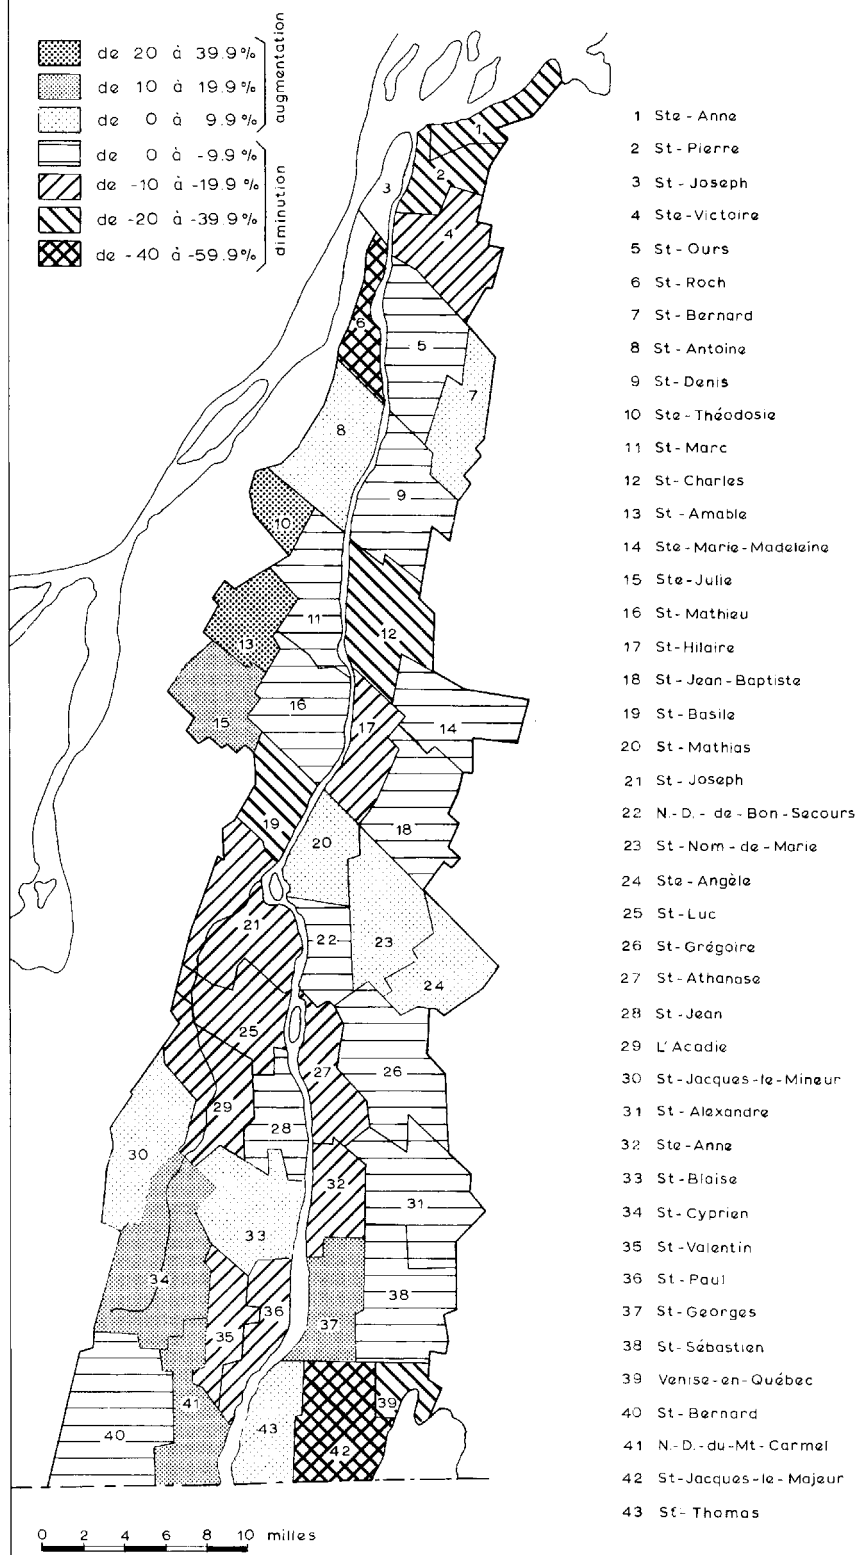 de 20 à 39.9%
de 10 à 19.9%
de 0 à 9.9%
augmentation
de 0 à -9.9%
de -10 à -19.9%
de -20 à -39.9%
de -40 à -59.9%
diminution
1 Ste-Anne
2 St-Pierre
3 St-Joseph
4 Ste-Victoire
5 St-Ours
6 St-Roch
7 St-Bernard
8 St-Antoine
9 St-Denis
10 Ste-Théodosie
11 St-Marc
12 St-Charles
13 St-Amable
14 Ste-Marie-Madeleine
15 Ste-Julie
16 St-Mathieu
17 St-Hilaire
18 St-Jean-Baptiste
19 St-Basile
20 St-Mathias
21 St-Joseph
22 N.-D.-de-Bon-Secours
23 St-Nom-de-Marie
24 Ste-Angèle
25 St-Luc
26 St-Grégoire
27 St-Athanase
28 St-Jean
29 L'Acadie
30 St-Jacques-le-Mineur
31 St-Alexandre
32 Ste-Anne
33 St-Blaise
34 St-Cyprien
35 St-Valentin
36 St-Paul
37 St-Georges
38 St-Sébastien
39 Venise-en-Québec
40 St-Bernard
41 N.-D.-du-Mt-Carmel
42 St-Jacques-le-Majeur
43 St-Thomas
1
2
3
4
6
5
7
8
9
10
11
12
13
16
15
17
14
19
18
20
21
22
23
24
25
27
26
29
28
30
32
31
33
34
36
38
35
37
41
39
43
40
42
0 2 4 6 8 10 milles